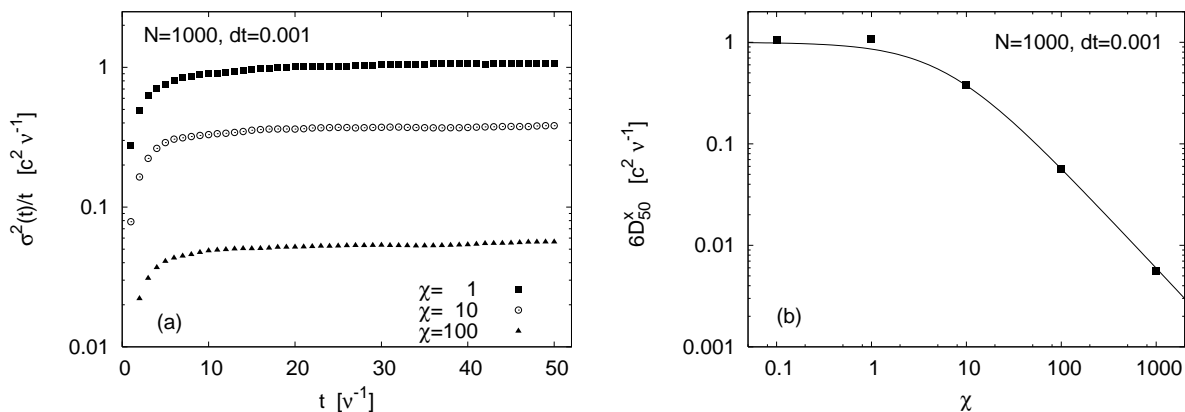 N=1000, dt=0.001
1
0.1
0.01
σ²(t)/t [c² ν⁻¹]
χ= 1
χ= 10
χ=100
(a)
0 10 20 30 40 50
t [ν⁻¹]
N=1000, dt=0.001
1
0.1
0.01
0.001
6Dˣ₅₀ [c² ν⁻¹]
(b)
0.1 1 10 100 1000
χ